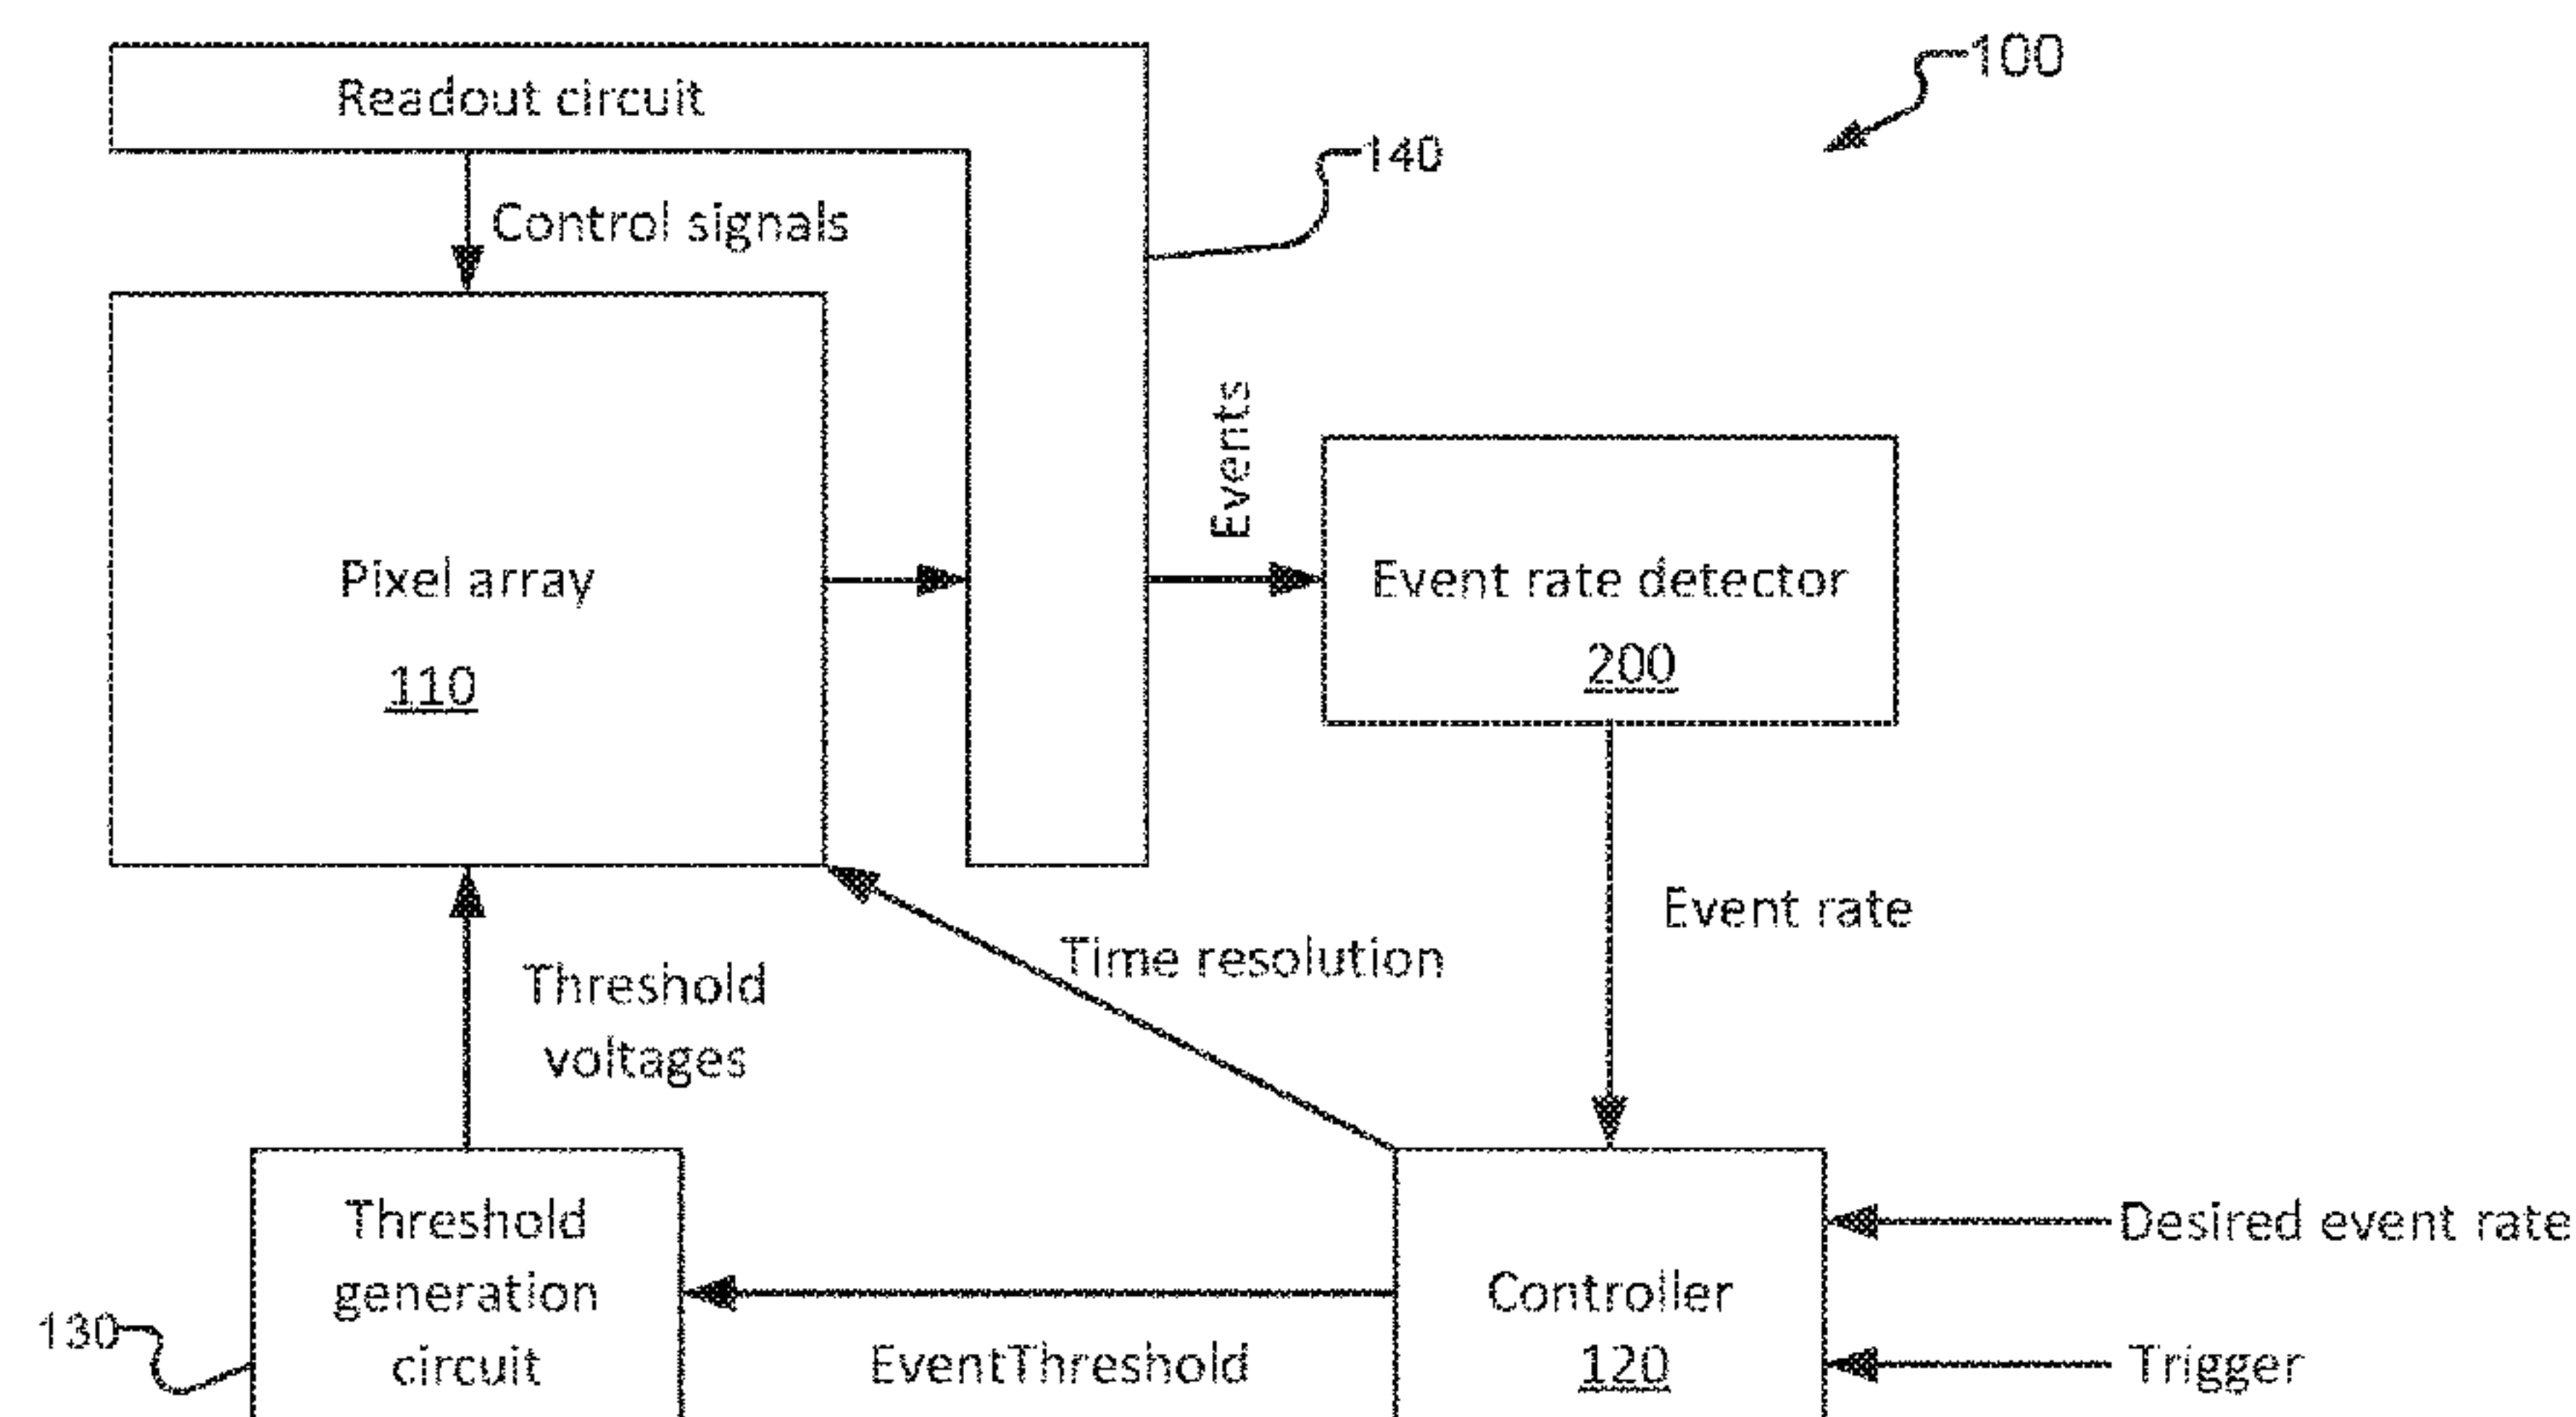 100
Readout circuit
140
Control signals
Events
Pixel array
110
Event rate detector
200
Event rate
Time resolution
Threshold
voltages
Threshold
generation
circuit
130
EventThreshold
Controller
120
Desired event rate
Trigger